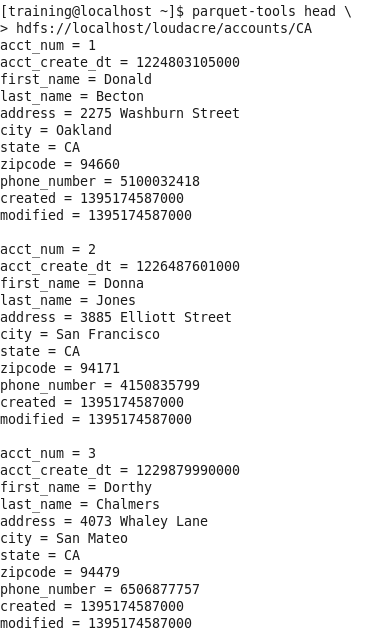 [training@localhost ~]$ parquet-tools head \
> hdfs://localhost/loudacre/accounts/CA
acct_num = 1
acct_create_dt = 1224803105000
first_name = Donald
last_name = Becton
address = 2275 Washburn Street
city = Oakland
state = CA
zipcode = 94660
phone_number = 5100032418
created = 1395174587000
modified = 1395174587000

acct_num = 2
acct_create_dt = 1226487601000
first_name = Donna
last_name = Jones
address = 3885 Elliott Street
city = San Francisco
state = CA
zipcode = 94171
phone_number = 4150835799
created = 1395174587000
modified = 1395174587000

acct_num = 3
acct_create_dt = 1229879990000
first_name = Dorthy
last_name = Chalmers
address = 4073 Whaley Lane
city = San Mateo
state = CA
zipcode = 94479
phone_number = 6506877757
created = 1395174587000
modified = 1395174587000